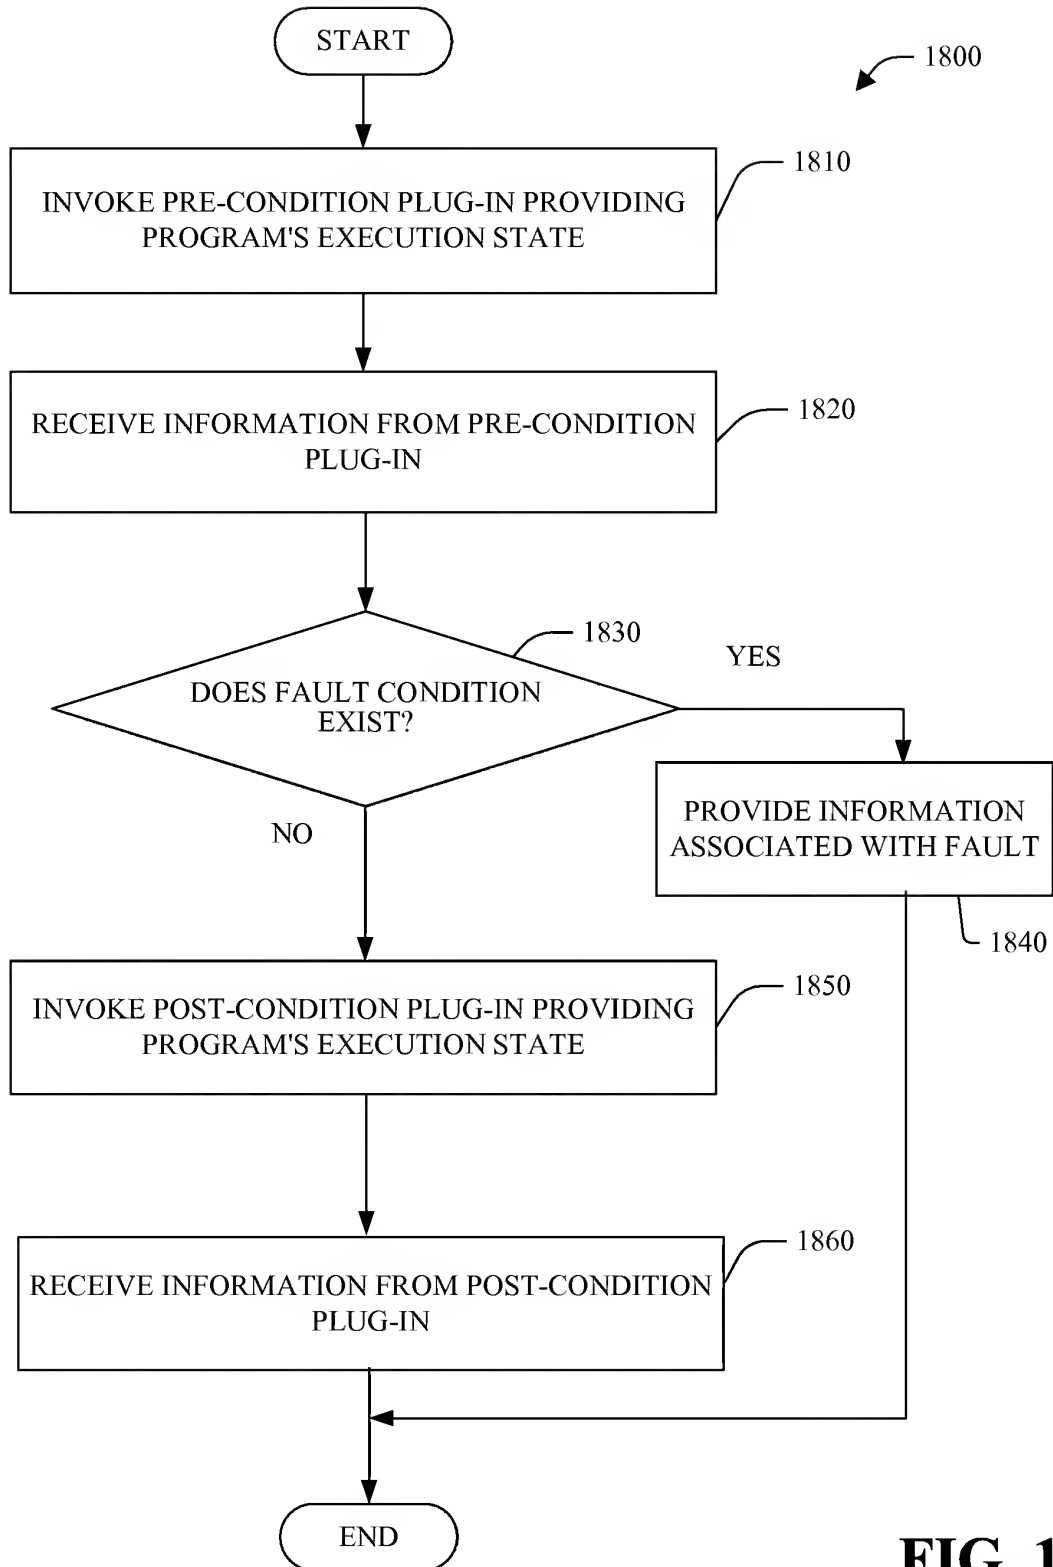 START
1800
1810
INVOKE PRE-CONDITION PLUG-IN PROVIDING
PROGRAM'S EXECUTION STATE
1820
RECEIVE INFORMATION FROM PRE-CONDITION
PLUG-IN
1830
YES
DOES FAULT CONDITION
EXIST?
NO
PROVIDE INFORMATION
ASSOCIATED WITH FAULT
1840
1850
INVOKE POST-CONDITION PLUG-IN PROVIDING
PROGRAM'S EXECUTION STATE
1860
RECEIVE INFORMATION FROM POST-CONDITION
PLUG-IN
END
FIG. 1